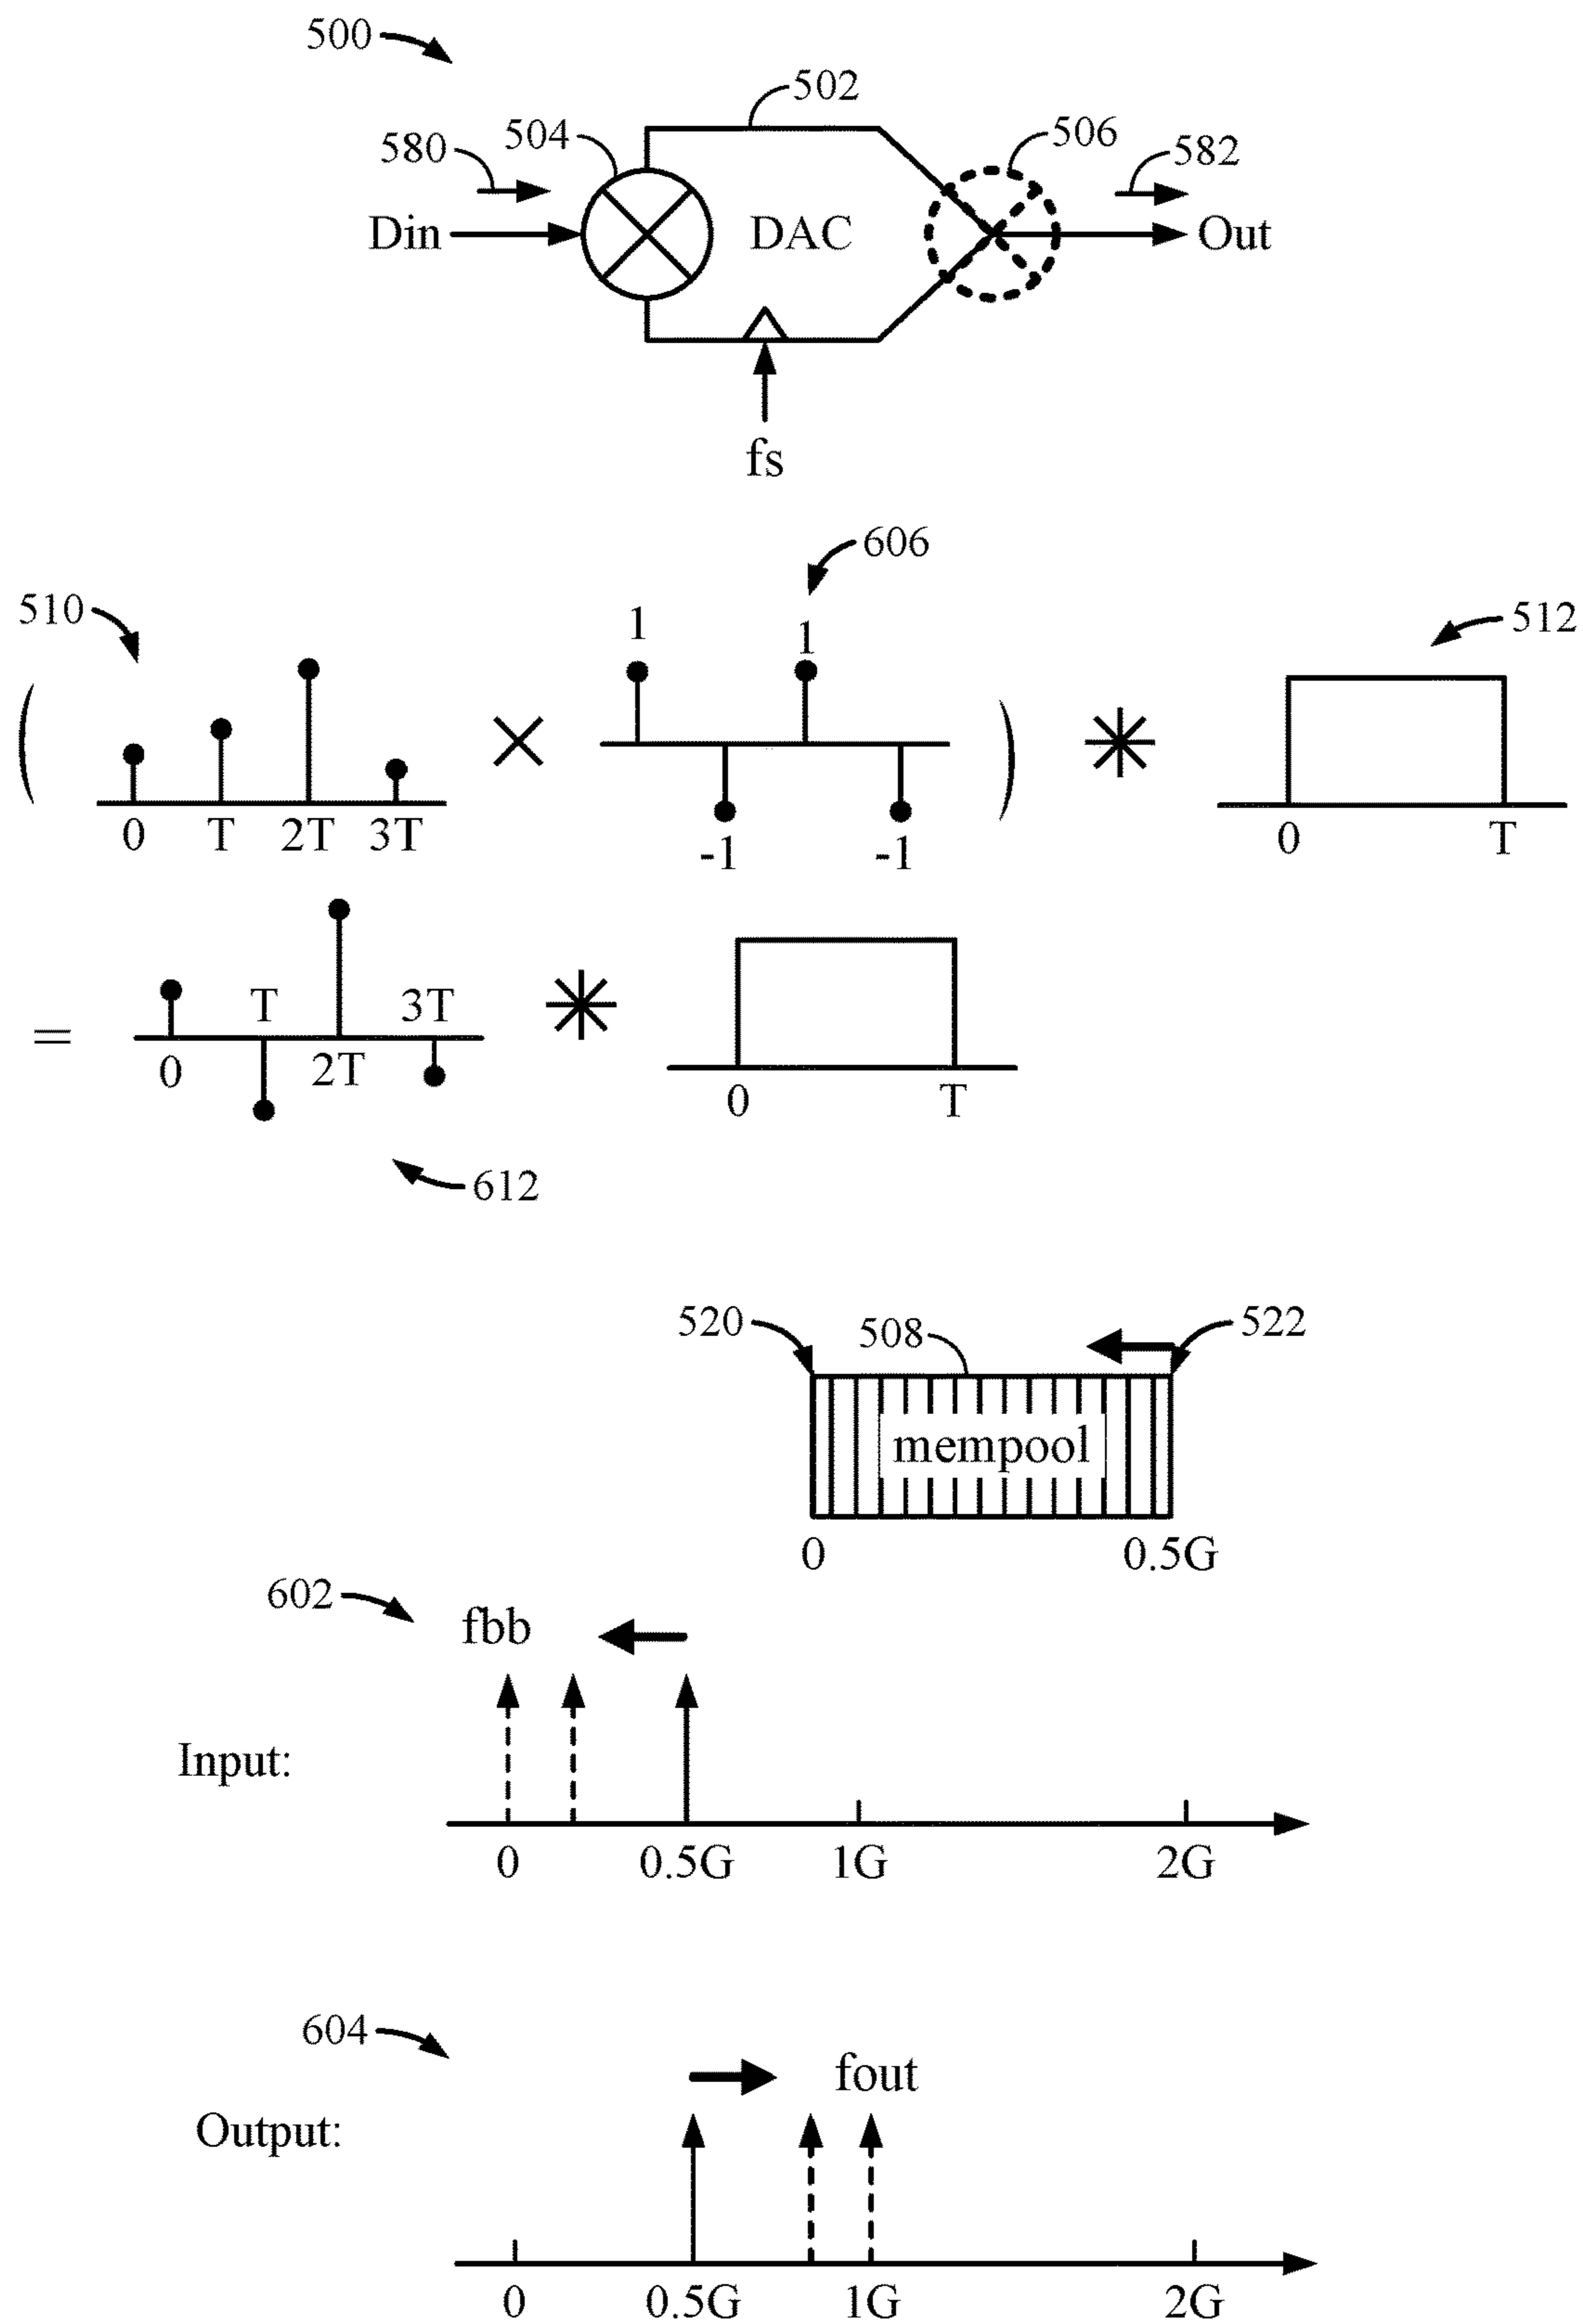 500
502
504
506
580
582
Din
DAC
Out
fs
606
510
512
1
1
0 T 2T 3T
-1
-1
0
T
T
3T
=
0
2T
0
T
612
520
508
522
mempool
0
0.5G
602
fbb
Input:
0 0.5G 1G 2G
604
fout
Output:
0 0.5G 1G 2G